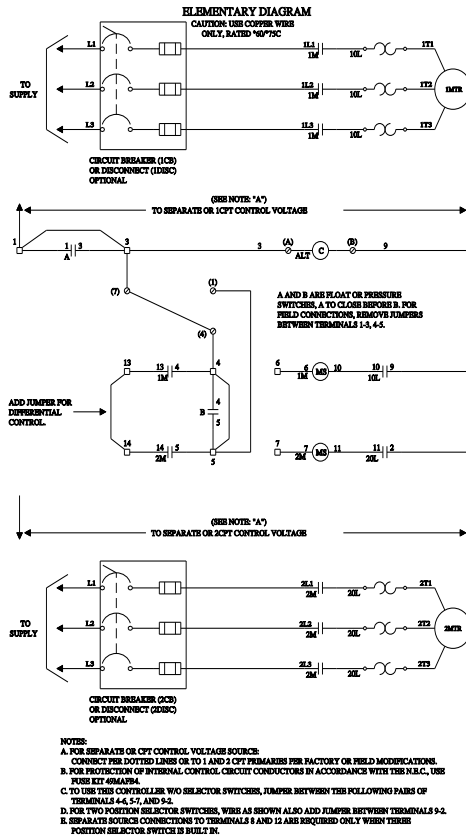 ELEMENTARY DIAGRAM
CAUTION: USE COPPER WIRE
ONLY, RATED °60/°75C
L1 1L1 1M 10L 1T1
TO
SUPPLY
L2 1L2 1M 10L 1T2 1MTR
L3 1L3 1M 10L 1T3
CIRCUIT BREAKER (1CB)
OR DISCONNECT (1DISC)
OPTIONAL
(SEE NOTE: "A")
TO SEPARATE OR 1CPT CONTROL VOLTAGE
1 1 3 A 3 3 (A) ALT C (B) 9
(7) (1)
(4)
A AND B ARE FLOAT OR PRESSURE
SWITCHES, A TO CLOSE BEFORE B. FOR
FIELD CONNECTIONS, REMOVE JUMPERS
BETWEEN TERMINALS 1-3, 4-5.
13 13 4 1M 4 6 6 1M MS 10 10 9 10L
ADD JUMPER FOR
DIFFERENTIAL
CONTROL.
4
B
5
14 14 5 2M 5 7 7 2M MS 11 11 2 20L
(SEE NOTE: "A")
TO SEPARATE OR 2CPT CONTROL VOLTAGE
L1 2L1 2M 20L 2T1
TO
SUPPLY
L2 2L2 2M 20L 2T2 2MTR
L3 2L3 2M 20L 2T3
CIRCUIT BREAKER (2CB)
OR DISCONNECT (2DISC)
OPTIONAL
NOTES:
A. FOR SEPARATE OR CPT CONTROL VOLTAGE SOURCE:
CONNECT PER DOTTED LINES OR TO 1 AND 2 CPT PRIMARIES PER FACTORY OR FIELD MODIFICATIONS.
B. FOR PROTECTION OF INTERNAL CONTROL CIRCUIT CONDUCTORS IN ACCORDANCE WITH THE N.E.C., USE
FUSE KIT 49MAFB4.
C. TO USE THIS CONTROLLER W/O SELECTOR SWITCHES, JUMPER BETWEEN THE FOLLOWING PAIRS OF
TERMINALS 4-6, 5-7, AND 9-2.
D. FOR TWO POSITION SELECTOR SWITCHES, WIRE AS SHOWN ALSO ADD JUMPER BETWEEN TERMINALS 9-2.
E. SEPARATE SOURCE CONNECTIONS TO TERMINALS 8 AND 12 ARE REQUIRED ONLY WHEN THREE
POSITION SELECTOR SWITCH IS BUILT IN.